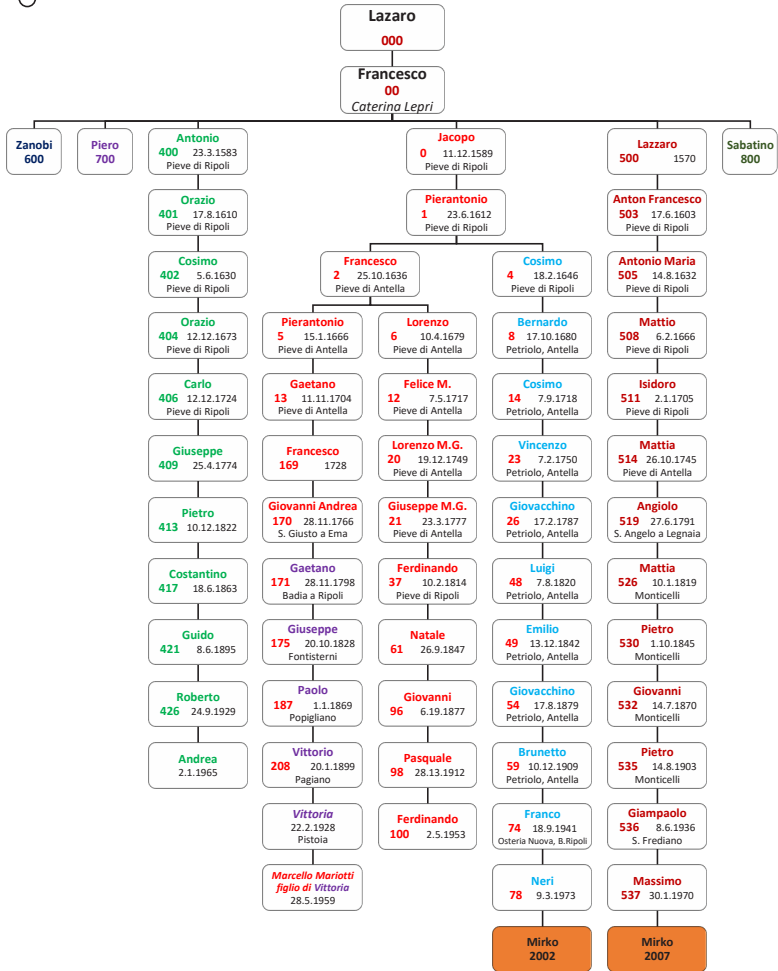 Lazaro
000
Francesco
00
Caterina Lepri
Zanobi
600
Piero
700
Antonio
400 23.3.1583
Pieve di Ripoli
Jacopo
0 11.12.1589
Pieve di Ripoli
Lazzaro
500 1570
Sabatino
800
Orazio
401 17.8.1610
Pieve di Ripoli
Pierantonio
1 23.6.1612
Pieve di Ripoli
Anton Francesco
503 17.6.1603
Pieve di Ripoli
Cosimo
402 5.6.1630
Pieve di Ripoli
Francesco
2 25.10.1636
Pieve di Antella
Cosimo
4 18.2.1646
Pieve di Ripoli
Antonio Maria
505 14.8.1632
Pieve di Ripoli
Orazio
404 12.12.1673
Pieve di Ripoli
Pierantonio
5 15.1.1666
Pieve di Antella
Lorenzo
6 10.4.1679
Pieve di Antella
Bernardo
8 17.10.1680
Petriolo, Antella
Mattio
508 6.2.1666
Pieve di Ripoli
Carlo
406 12.12.1724
Pieve di Ripoli
Gaetano
13 11.11.1704
Pieve di Antella
Felice M.
12 7.5.1717
Pieve di Antella
Cosimo
14 7.9.1718
Petriolo, Antella
Isidoro
511 2.1.1705
Pieve di Ripoli
Giuseppe
409 25.4.1774
Francesco
169 1728
Lorenzo M.G.
20 19.12.1749
Pieve di Antella
Vincenzo
23 7.2.1750
Petriolo, Antella
Mattia
514 26.10.1745
Pieve di Antella
Pietro
413 10.12.1822
Giovanni Andrea
170 28.11.1766
S. Giusto a Ema
Giuseppe M.G.
21 23.3.1777
Pieve di Antella
Giovacchino
26 17.2.1787
Petriolo, Antella
Angiolo
519 27.6.1791
S. Angelo a Legnaia
Costantino
417 18.6.1863
Gaetano
171 28.11.1798
Badia a Ripoli
Ferdinando
37 10.2.1814
Pieve di Ripoli
Luigi
48 7.8.1820
Petriolo, Antella
Mattia
526 10.1.1819
Monticelli
Guido
421 8.6.1895
Giuseppe
175 20.10.1828
Fontisterni
Natale
61 26.9.1847
Emilio
49 13.12.1842
Petriolo, Antella
Pietro
530 1.10.1845
Monticelli
Roberto
426 24.9.1929
Paolo
187 1.1.1869
Popigliano
Giovanni
96 6.19.1877
Giovacchino
54 17.8.1879
Petriolo, Antella
Giovanni
532 14.7.1870
Monticelli
Andrea
2.1.1965
Vittorio
208 20.1.1899
Pagiano
Pasquale
98 28.13.1912
Brunetto
59 10.12.1909
Petriolo, Antella
Pietro
535 14.8.1903
Monticelli
Vittoria
22.2.1928
Pistoia
Ferdinando
100 2.5.1953
Franco
74 18.9.1941
Osteria Nuova, B.Ripoli
Giampaolo
536 8.6.1936
S. Frediano
Marcello Mariotti
figlio di Vittoria
28.5.1959
Neri
78 9.3.1973
Massimo
537 30.1.1970
Mirko
2002
Mirko
2007